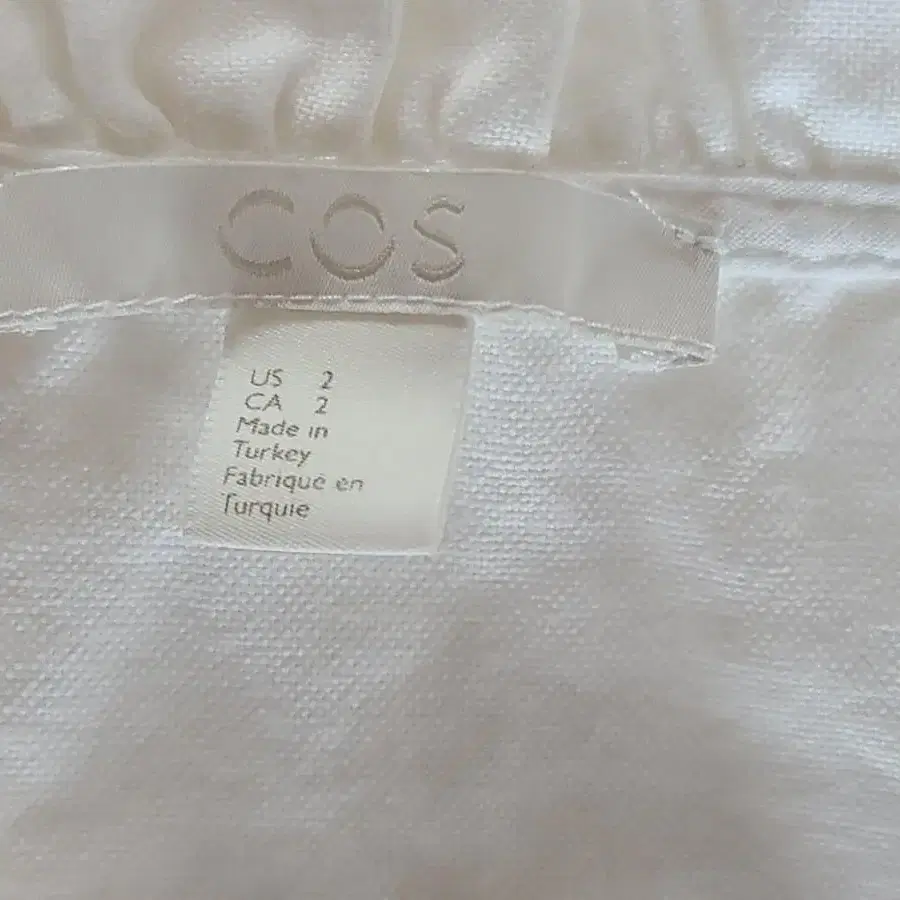 COS
US 2
CA 2
Made in
Turkey
Fabriqué en
Turquie